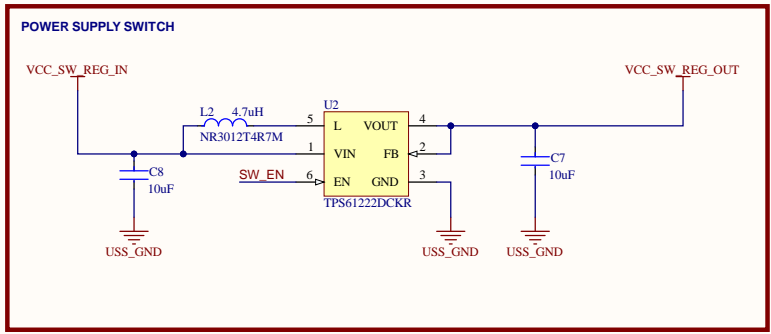 POWER SUPPLY SWITCH
VCC_SW_REG_IN
VCC_SW_REG_OUT
L2 4.7uH
NR3012T4R7M
U2
5 L VOUT 4
1 VIN FB 2
6 EN GND 3
SW_EN
TPS61222DCKR
C8
10uF
C7
10uF
USS_GND
USS_GND
USS_GND